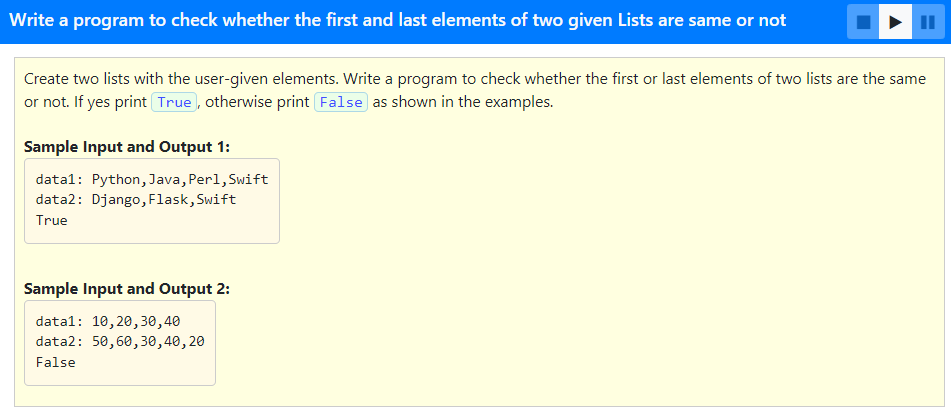 Write a program to check whether the first and last elements of two given Lists are same or not
Create two lists with the user-given elements. Write a program to check whether the first or last elements of two lists are the same
or not. If yes print True, otherwise print False as shown in the examples.
Sample Input and Output 1:
data1: Python,Java,Perl,Swift
data2: Django,Flask,Swift
True
Sample Input and Output 2:
data1: 10,20,30,40
data2: 50,60,30,40,20
False